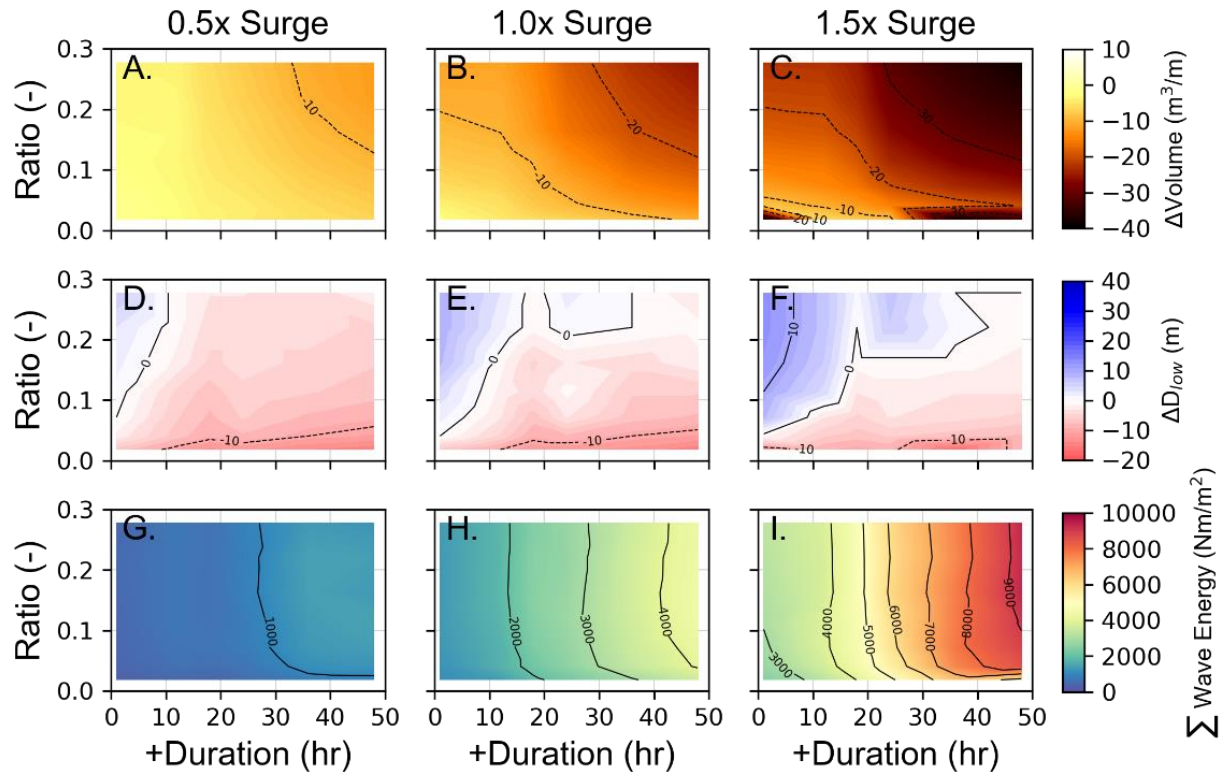 0.5x Surge 1.0x Surge 1.5x Surge
0.3 0.2 0.1 0.0
Ratio (-)
A. -10
B. -10 -20
C. -30 -20 -10 -20 -10
10 0 −10 −20 −30 −40
ΔVolume (m³/m)
0.3 0.2 0.1 0.0
Ratio (-)
D. 0 -10
E. 0 0 -10
F. 10 0 -10 -10
40 30 20 10 0 −10 −20
ΔD_low (m)
0.3 0.2 0.1 0.0
Ratio (-)
G. 1000
H. 2000 3000 4000
I. 3000 4000 5000 6000 7000 8000 9000
10000 8000 6000 4000 2000 0
∑ Wave Energy (Nm/m²)
0 10 20 30 40 50 0 10 20 30 40 50 0 10 20 30 40 50
+Duration (hr) +Duration (hr) +Duration (hr)